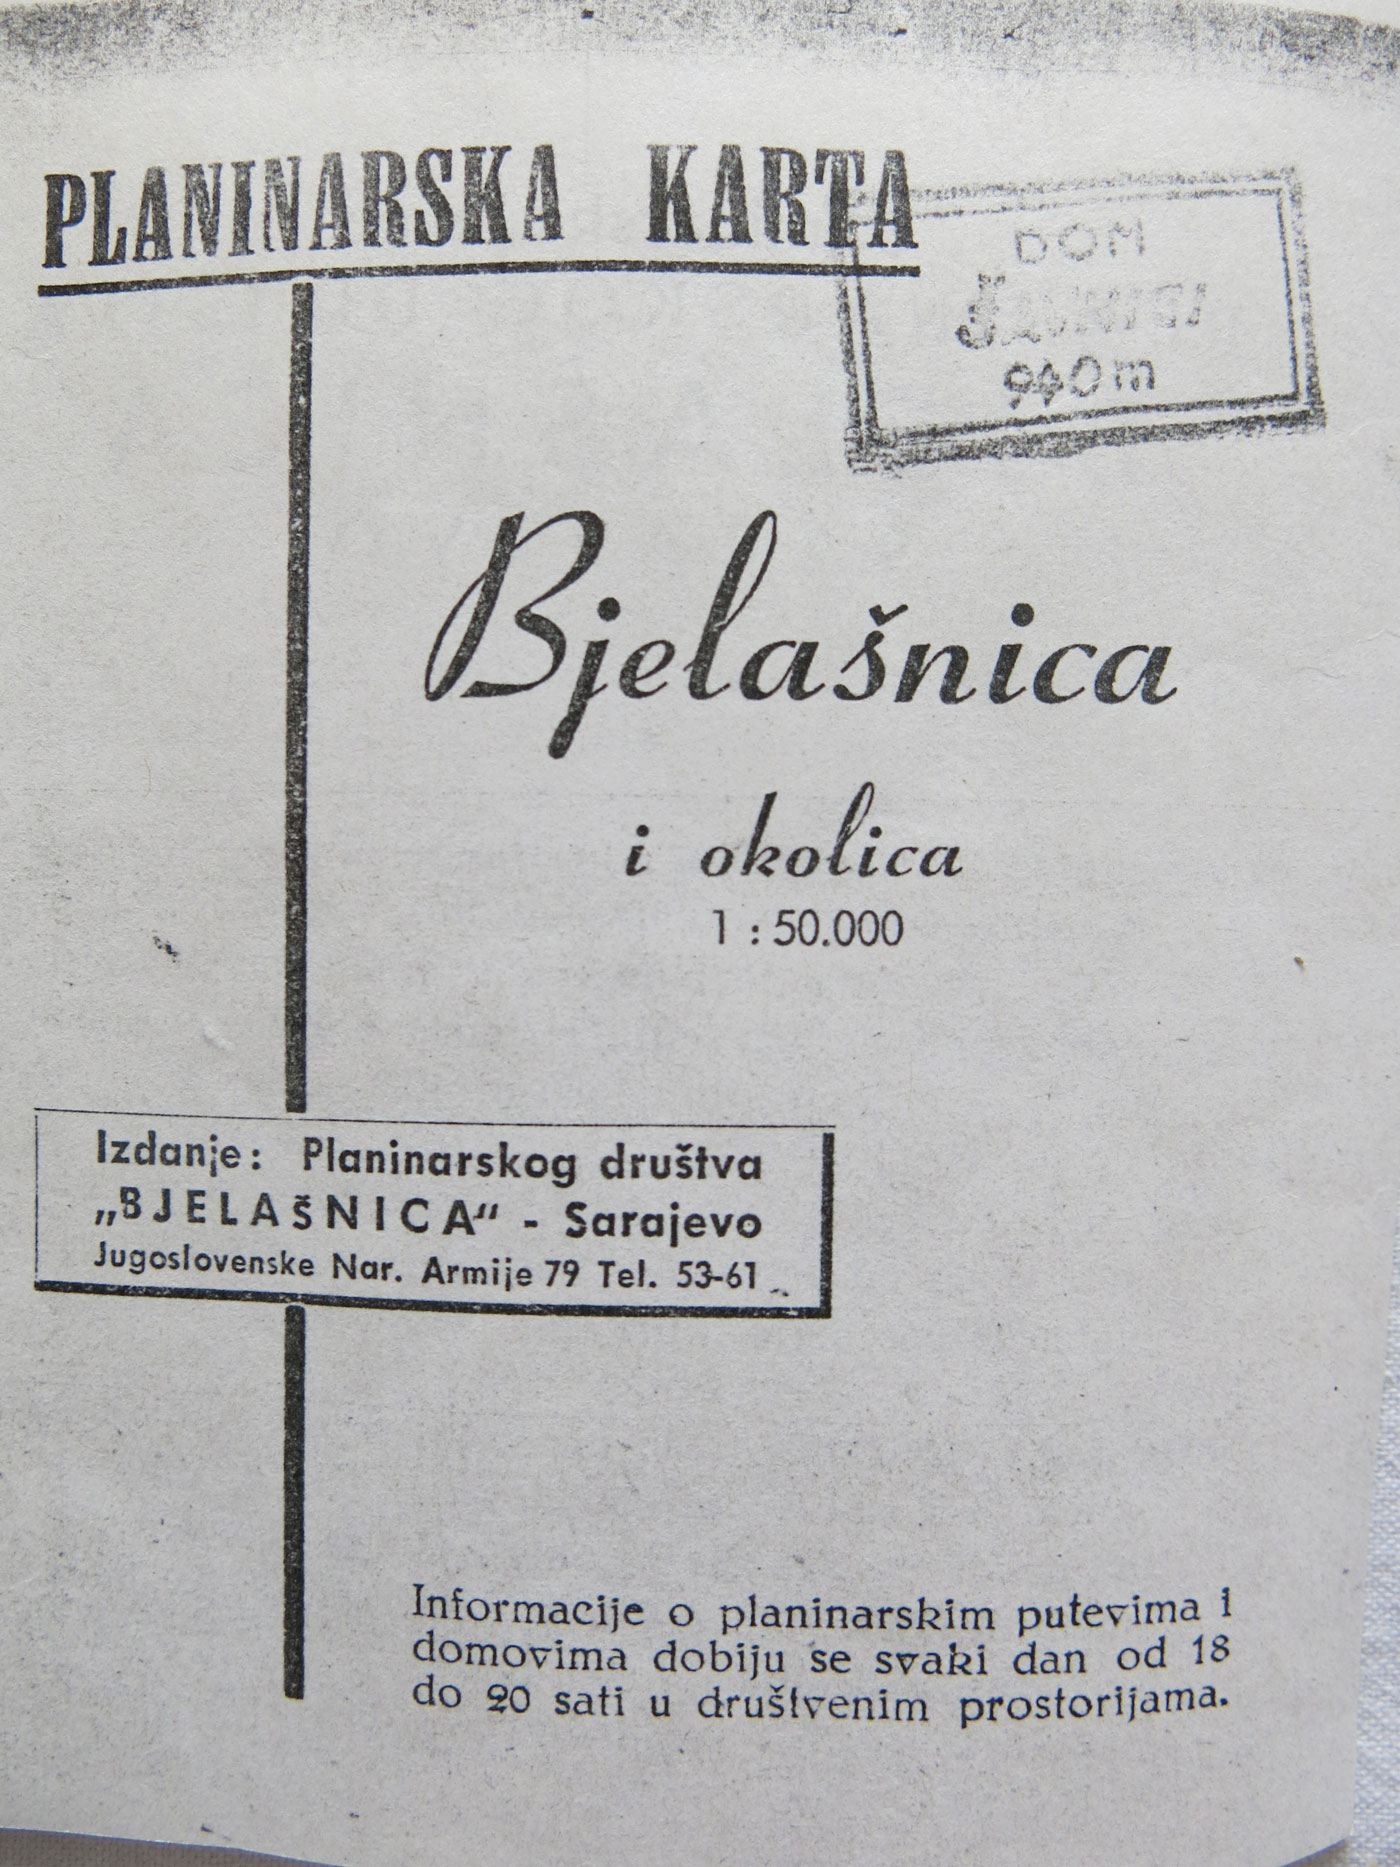 PLANINARSKA KARTA
DOM
940 m
Bjelašnica
i okolica
1 : 50.000
Izdanje: Planinarskog društva
„BJELAŠNICA“ - Sarajevo
Jugoslovenske Nar. Armije 79 Tel. 53-61
Informacije o planinarskim putevima i
domovima dobiju se svaki dan od 18
do 20 sati u društvenim prostorijama.